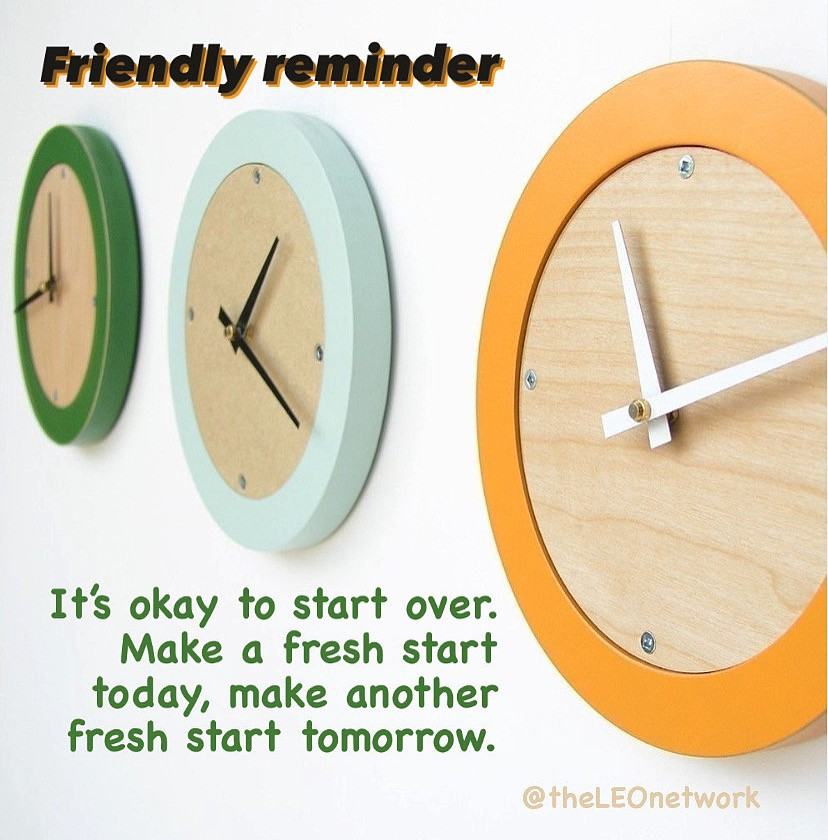 Friendly reminder
It's okay to start over.
Make a fresh start
today, make another
fresh start tomorrow.
@theLEOnetwork